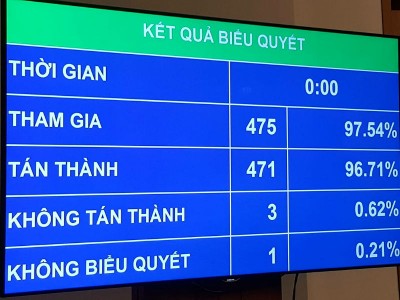 KẾT QUẢ BIỂU QUYẾT
THỜI GIAN 0:00
THAM GIA 475 97.54%
TÁN THÀNH 471 96.71%
KHÔNG TÁN THÀNH 3 0.62%
KHÔNG BIỂU QUYẾT 1 0.21%